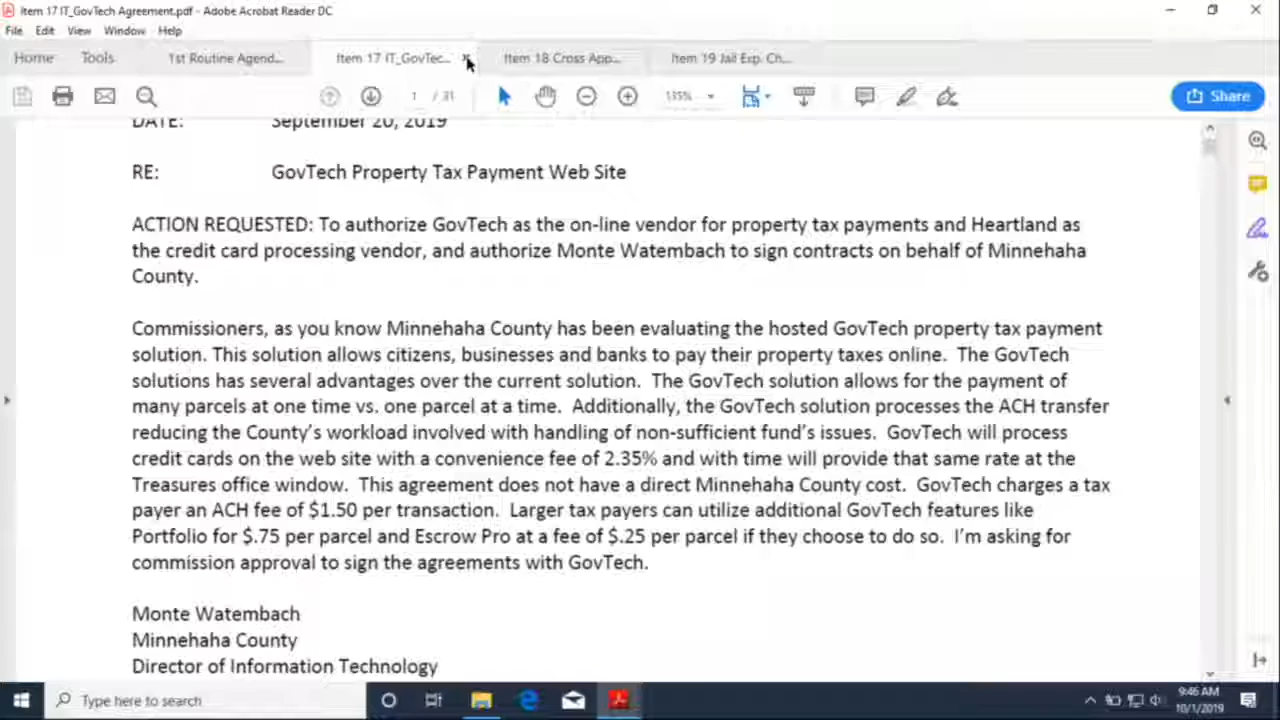 Item 17 IT_GovTech Agreement.pdf - Adobe Acrobat Reader DC
File Edit View Window Help
Home Tools 1st Routine Agend... Item 17 IT_GovTec... Item 18 Cross App... Item 19 Jail Exp. Ch...
1 / 31 135% Share
DATE: September 20, 2019
RE: GovTech Property Tax Payment Web Site
ACTION REQUESTED: To authorize GovTech as the on-line vendor for property tax payments and Heartland as
the credit card processing vendor, and authorize Monte Watembach to sign contracts on behalf of Minnehaha
County.
Commissioners, as you know Minnehaha County has been evaluating the hosted GovTech property tax payment
solution. This solution allows citizens, businesses and banks to pay their property taxes online. The GovTech
solutions has several advantages over the current solution. The GovTech solution allows for the payment of
many parcels at one time vs. one parcel at a time. Additionally, the GovTech solution processes the ACH transfer
reducing the County's workload involved with handling of non-sufficient fund's issues. GovTech will process
credit cards on the web site with a convenience fee of 2.35% and with time will provide that same rate at the
Treasures office window. This agreement does not have a direct Minnehaha County cost. GovTech charges a tax
payer an ACH fee of $1.50 per transaction. Larger tax payers can utilize additional GovTech features like
Portfolio for $.75 per parcel and Escrow Pro at a fee of $.25 per parcel if they choose to do so. I'm asking for
commission approval to sign the agreements with GovTech.
Monte Watembach
Minnehaha County
Director of Information Technology
Type here to search
9:46 AM
10/1/2019